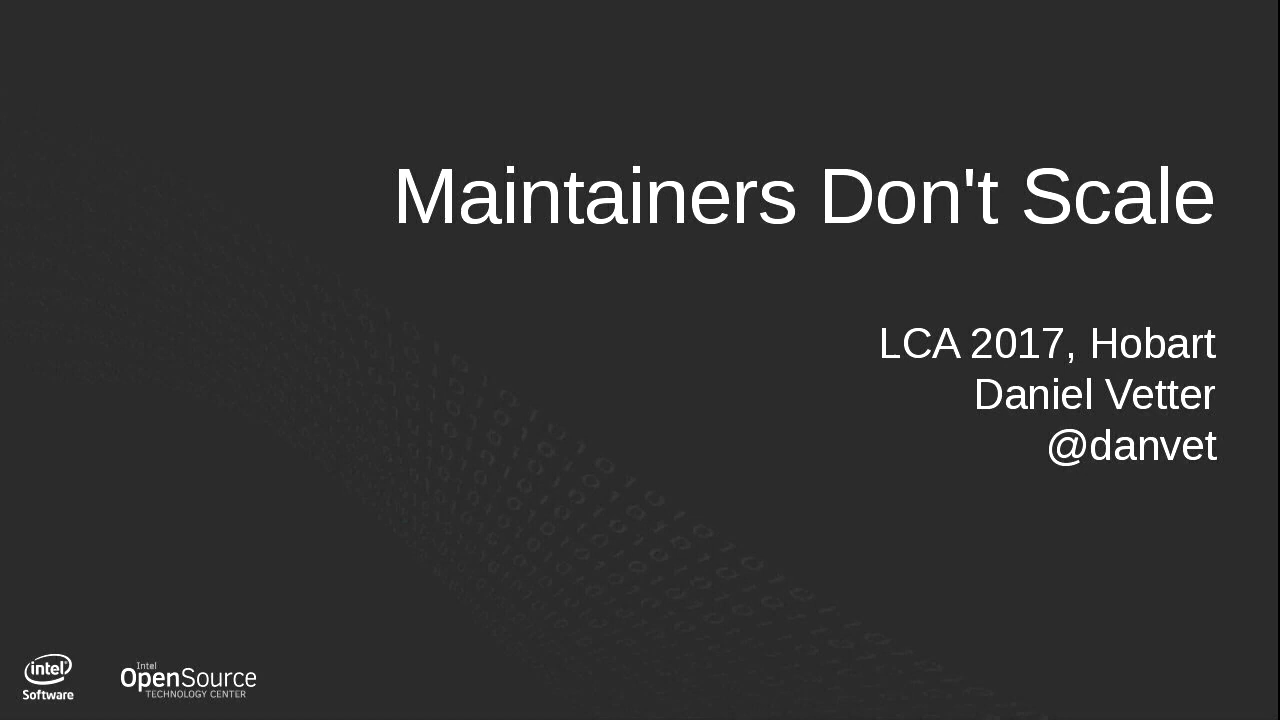 Maintainers Don't Scale
LCA 2017, Hobart
Daniel Vetter
@danvet
intel
Software
Intel
OpenSource
TECHNOLOGY CENTER